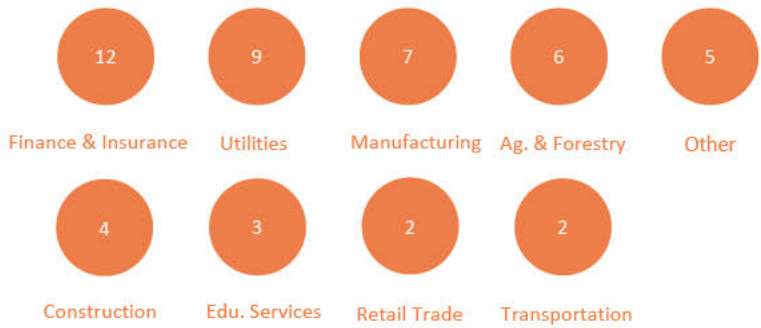 12 9 7 6 5
Finance & Insurance Utilities Manufacturing Ag. & Forestry Other
4 3 2 2
Construction Edu. Services Retail Trade Transportation